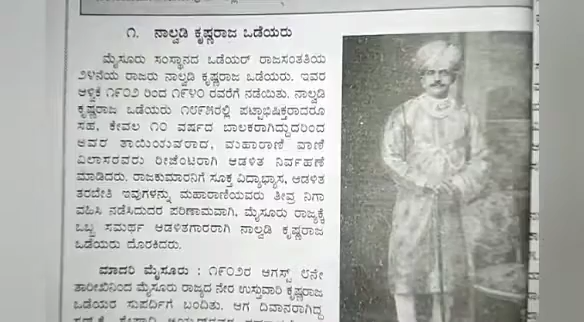 ೧. ನಾಲ್ವಡಿ ಕೃಷ್ಣರಾಜ ಒಡೆಯರು
ಮೈಸೂರು ಸಂಸ್ಥಾನದ ಒಡೆಯರ್ ರಾಜಸಂತತಿಯ
೨೪ನೆಯ ರಾಜರು ನಾಲ್ವಡಿ ಕೃಷ್ಣರಾಜ ಒಡೆಯರು. ಇವರ
ಆಳ್ವಿಕೆ ೧೯೦೨ ರಿಂದ ೧೯೪೦ ರವರೆಗೆ ನಡೆಯಿತು. ನಾಲ್ವಡಿ
ಕೃಷ್ಣರಾಜ ಒಡೆಯರು ೧೮೯೫ರಲ್ಲಿ ಪಟ್ಟಾಭಿಷಿಕ್ತರಾದರೂ
ಸಹ, ಕೇವಲ ೧೦ ವರ್ಷದ ಬಾಲಕರಾಗಿದ್ದುದರಿಂದ
ಅವರ ತಾಯಿಯವರಾದ, ಮಹಾರಾಣಿ ವಾಣಿ
ವಿಲಾಸರವರು ರೀಜೆಂಟರಾಗಿ ಆಡಳಿತ ನಿರ್ವಹಣೆ
ಮಾಡಿದರು. ರಾಜಕುಮಾರನಿಗೆ ಸೂಕ್ತ ವಿದ್ಯಾಭ್ಯಾಸ, ಆಡಳಿತ
ತರಬೇತಿ ಇವುಗಳನ್ನು ಮಹಾರಾಣಿಯವರು ತೀವ್ರ ನಿಗಾ
ವಹಿಸಿ ನಡೆಸಿದುದರ ಪರಿಣಾಮವಾಗಿ, ಮೈಸೂರು ರಾಜ್ಯಕ್ಕೆ
ಒಬ್ಬ ಸಮರ್ಥ ಆಡಳಿತಗಾರರಾಗಿ ನಾಲ್ವಡಿ ಕೃಷ್ಣರಾಜ
ಒಡೆಯರು ದೊರಕಿದರು.
ಮಾದರಿ ಮೈಸೂರು : ೧೯೦೨ರ ಆಗಸ್ಟ್ ೮ನೇ
ತಾರೀಖಿನಿಂದ ಮೈಸೂರು ರಾಜ್ಯದ ನೇರ ಉಸ್ತುವಾರಿ ಕೃಷ್ಣರಾಜ
ಒಡೆಯರ ಸುಪರ್ದಿಗೆ ಬಂದಿತು. ಆಗ ದಿವಾನರಾಗಿದ್ದ